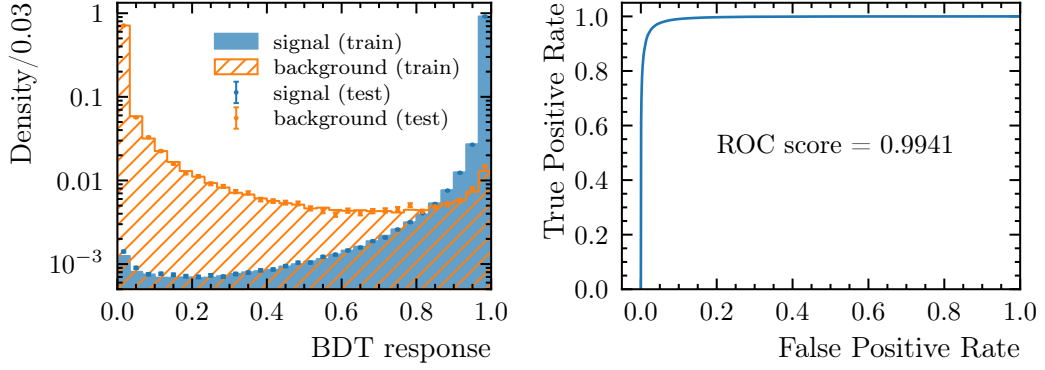 Density/0.03
1
0.1
0.01
10⁻³
signal (train)
background (train)
signal (test)
background (test)
0.0 0.2 0.4 0.6 0.8 1.0
BDT response
True Positive Rate
1.0
0.8
0.6
0.4
0.2
0.0
ROC score = 0.9941
0.0 0.2 0.4 0.6 0.8 1.0
False Positive Rate